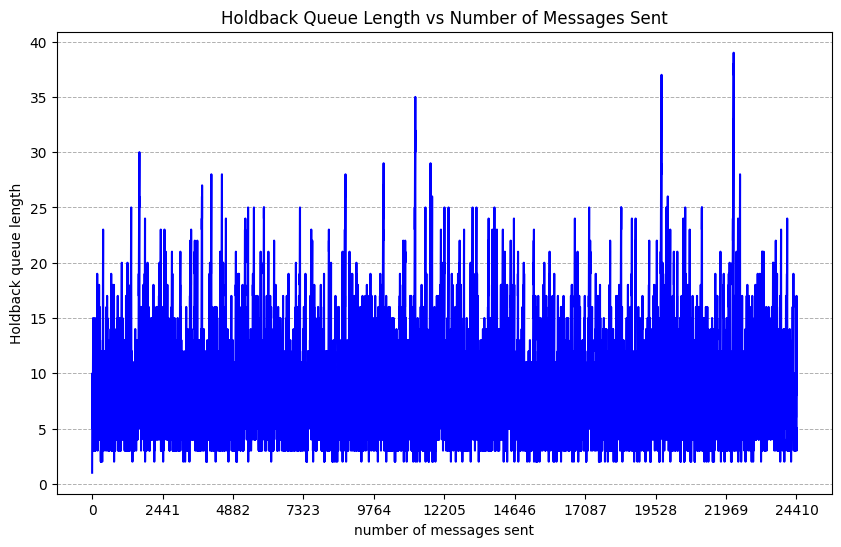 Holdback Queue Length vs Number of Messages Sent
Holdback queue length
40
35
30
25
20
15
10
5
0
0 2441 4882 7323 9764 12205 14646 17087 19528 21969 24410
number of messages sent